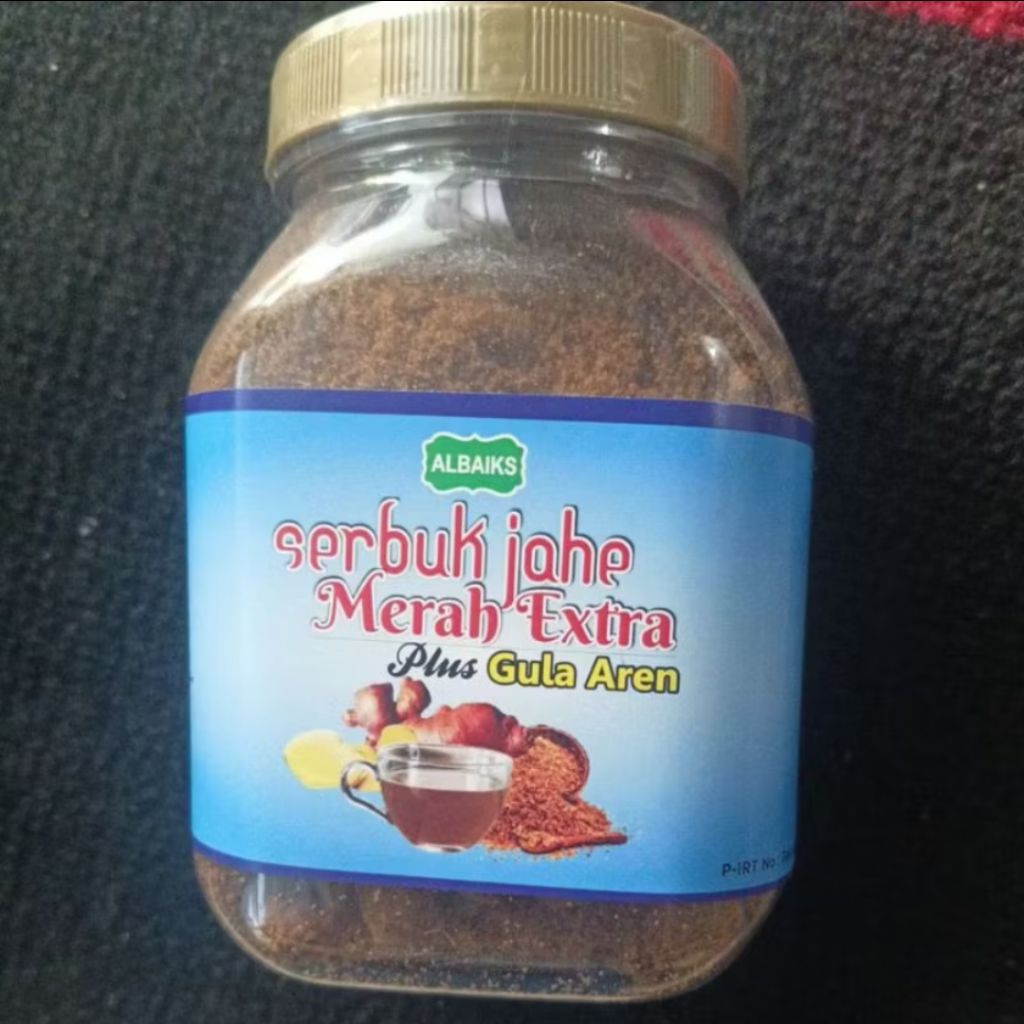 ALBAIKS
serbuk jahe
Merah Extra
Plus Gula Aren
P-IRT No